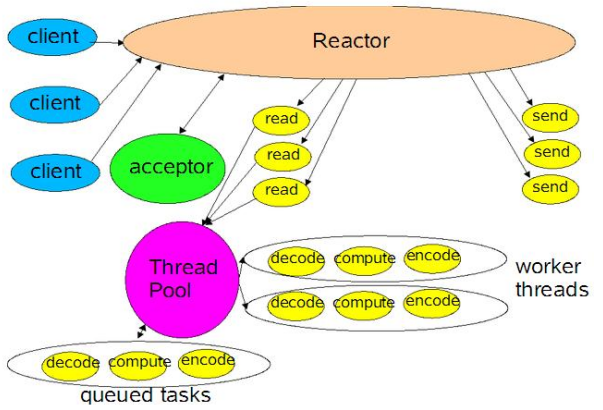 client
Reactor
client
client
acceptor
read
read
read
send
send
send
Thread
Pool
decode compute encode
decode compute encode
worker
threads
decode compute encode
queued tasks